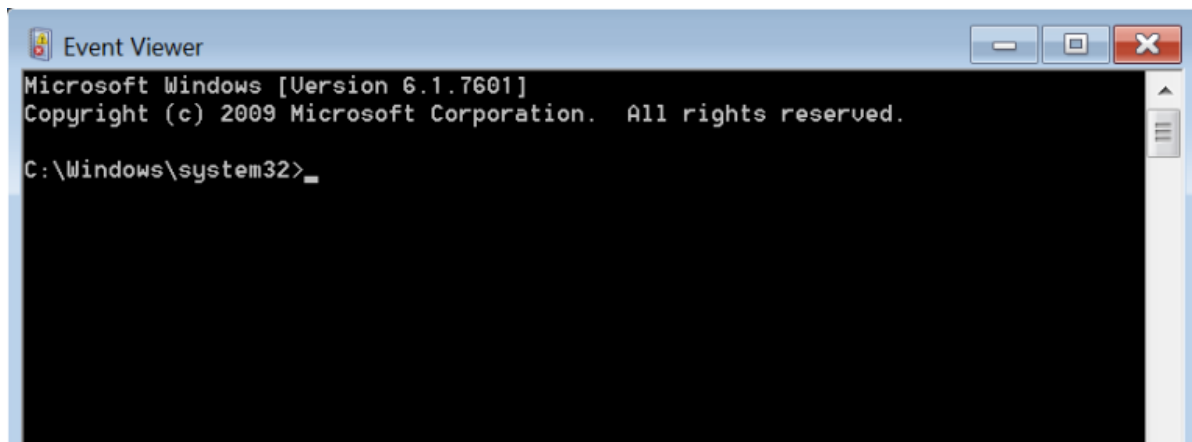 Event Viewer
Microsoft Windows [Version 6.1.7601]
Copyright (c) 2009 Microsoft Corporation.  All rights reserved.
C:\Windows\system32>_